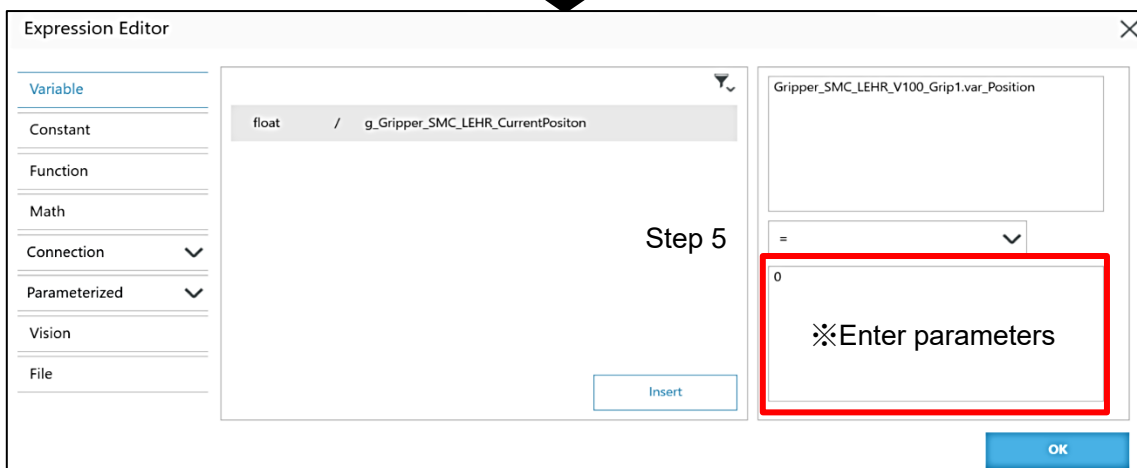 Expression Editor
Variable
Constant
Function
Math
Connection
Parameterized
Vision
File
float / g_Gripper_SMC_LEHR_CurrentPositon
Step 5
Insert
Gripper_SMC_LEHR_V100_Grip1.var_Position
=
0
※Enter parameters
OK